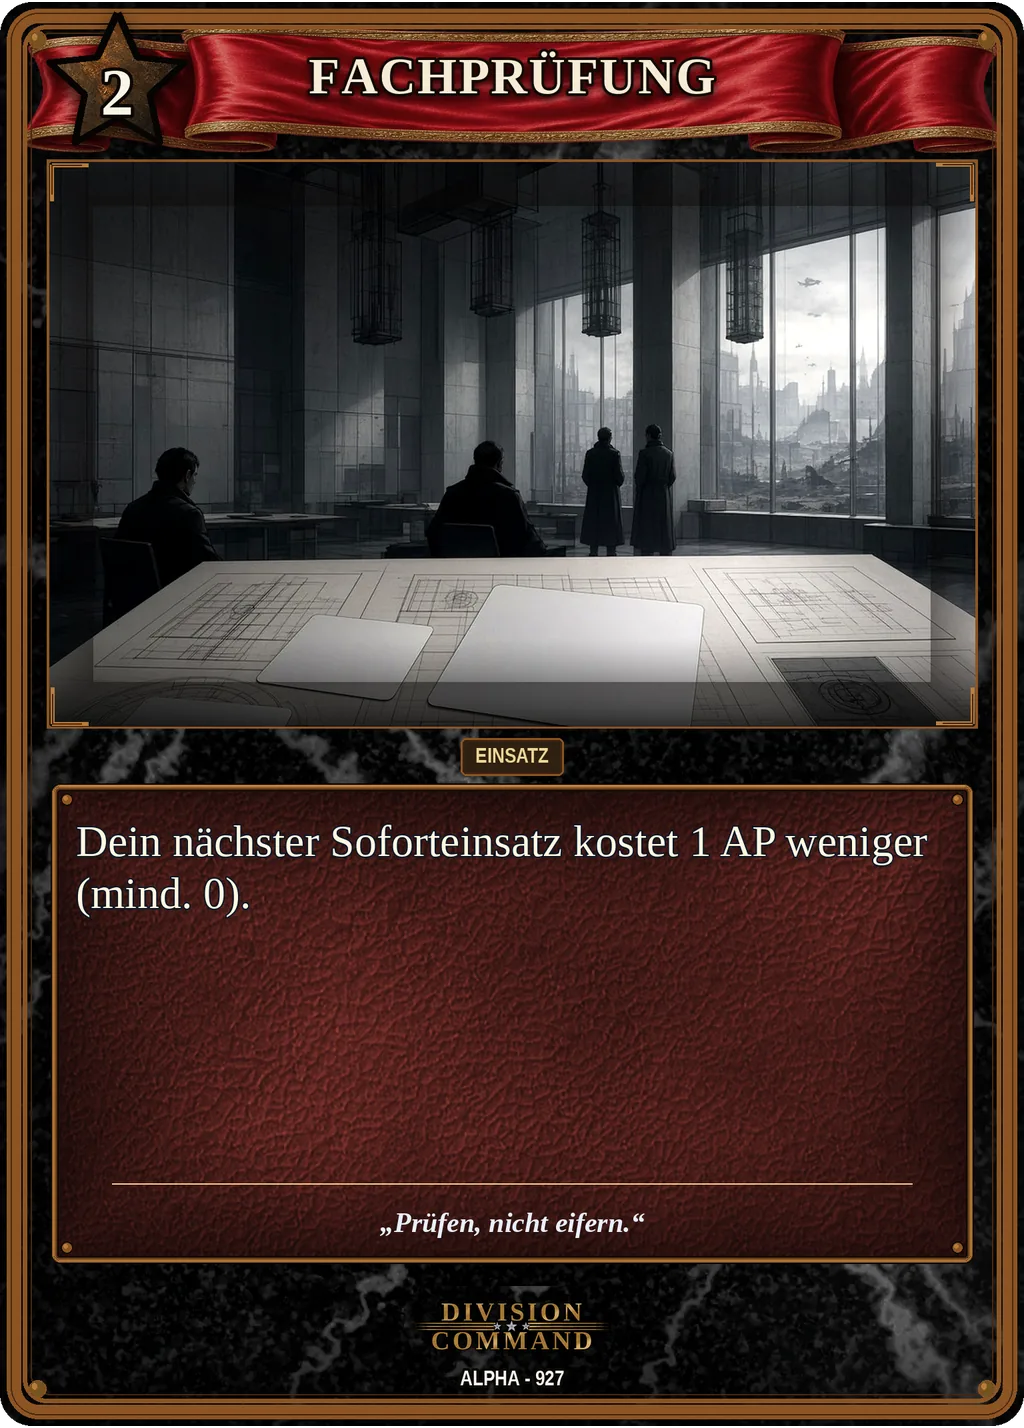 2
FACHPRÜFUNG
EINSATZ
Dein nächster Soforteinsatz kostet 1 AP weniger
(mind. 0).
„Prüfen, nicht eifern.“
DIVISION
COMMAND
ALPHA - 927